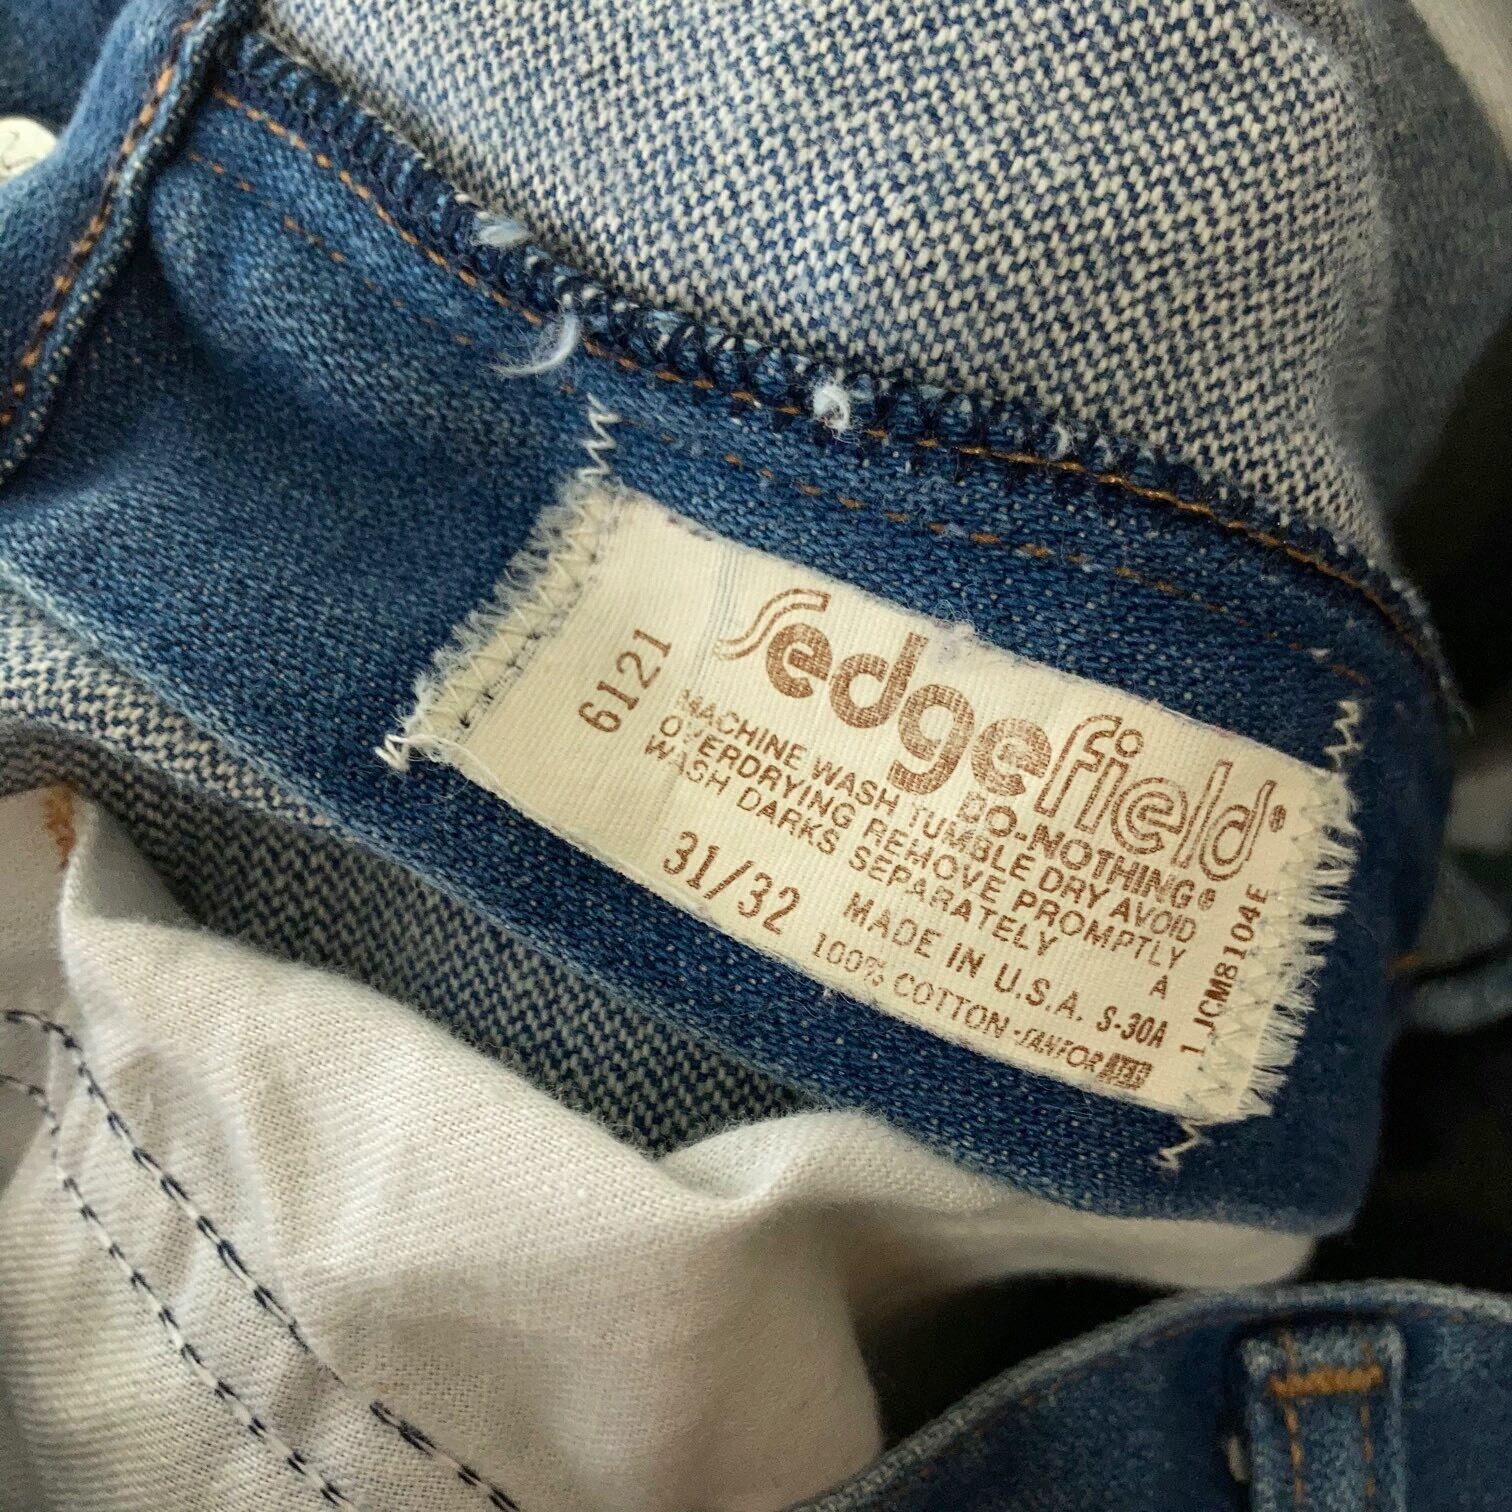 Sedgefield®
DO-NOTHING®
6121
MACHINE WASH TUMBLE DRY AVOID
OVERDRYING REMOVE PROMPTLY
WASH DARKS SEPARATELY A
31/32 MADE IN U.S.A. S-30A
100% COTTON-SANFORIZED
1 JCM8104E